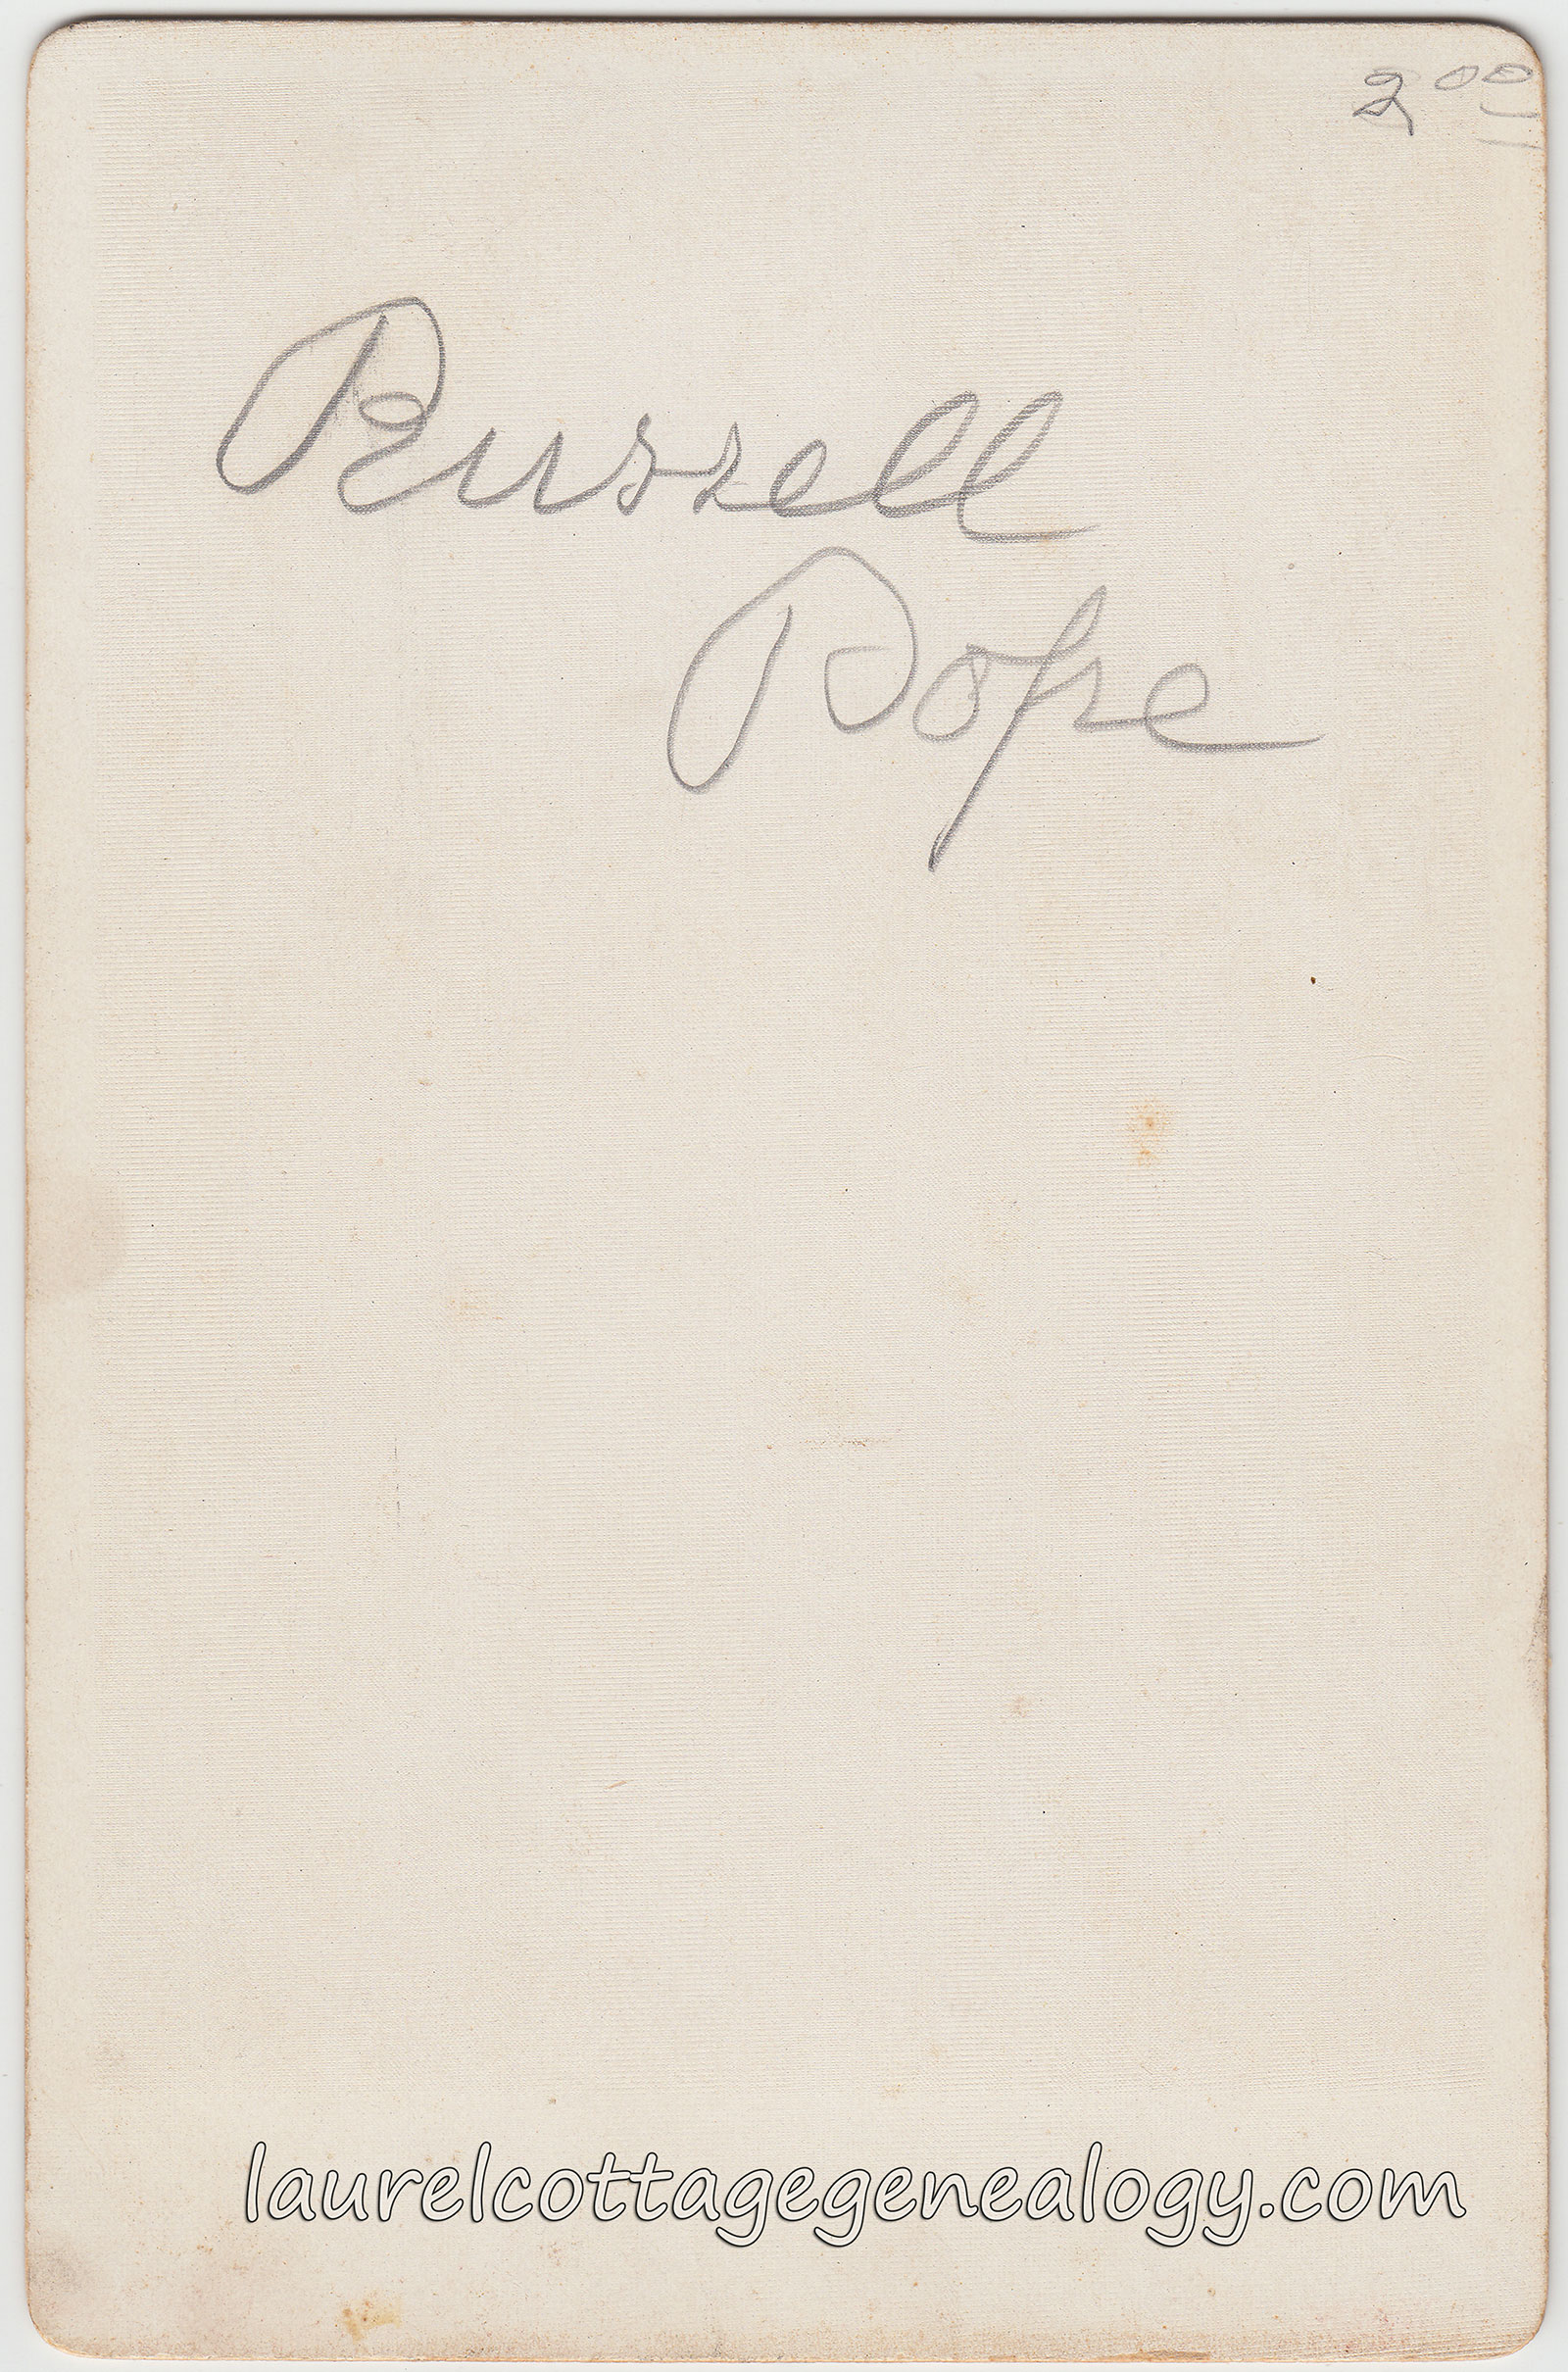 2 00
Russell
Pope
laurelcottagegenealogy.com